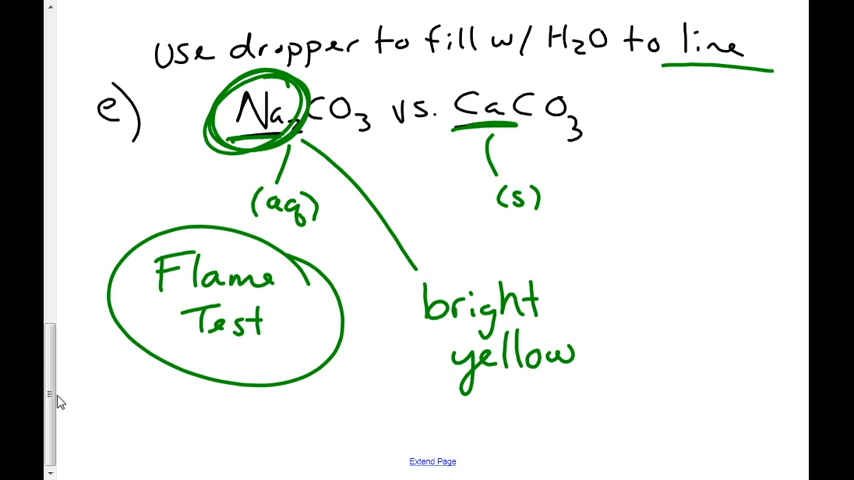 use dropper to fill w/ H₂O to line
e) Na₂CO₃ vs. CaCO₃
(aq) (s)
Flame
Test
bright
yellow
Extend Page